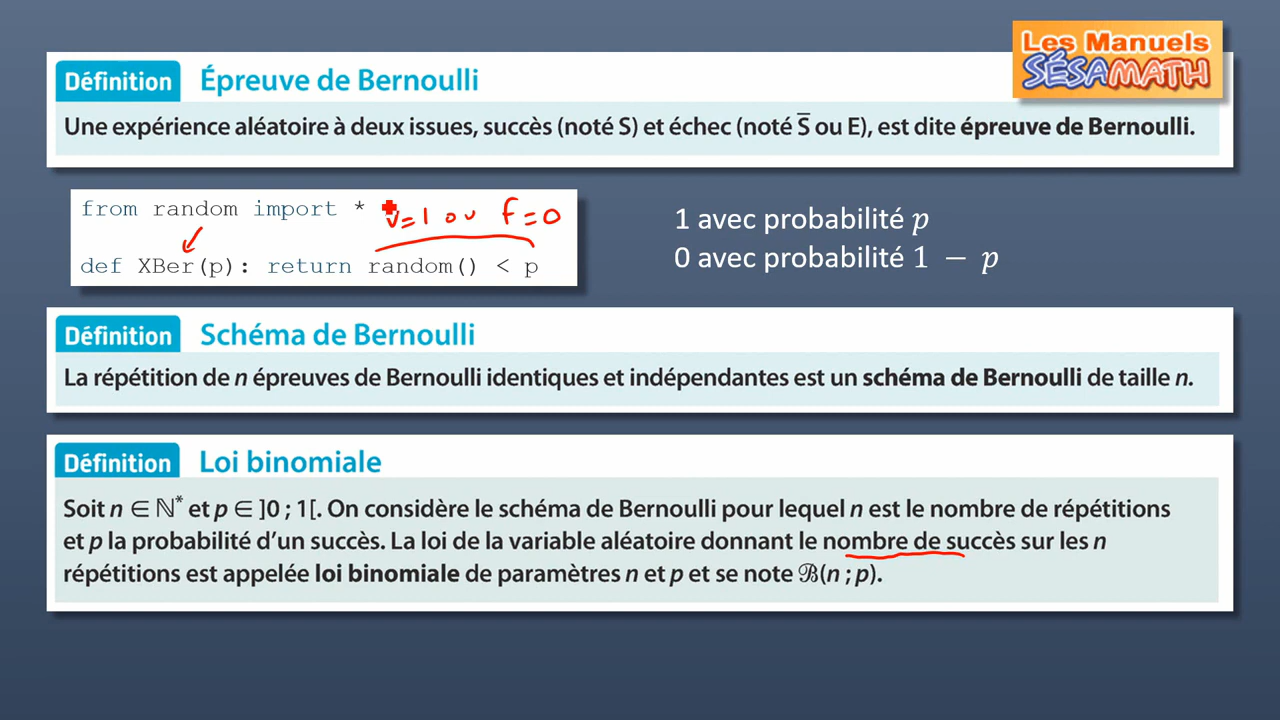 Les Manuels
SÉSAMATH
Définition Épreuve de Bernoulli
Une expérience aléatoire à deux issues, succès (noté S) et échec (noté S̅ ou E), est dite épreuve de Bernoulli.
from random import *
v=1 ou f=0
def XBer(p): return random() < p
1 avec probabilité p
0 avec probabilité 1 − p
Définition Schéma de Bernoulli
La répétition de n épreuves de Bernoulli identiques et indépendantes est un schéma de Bernoulli de taille n.
Définition Loi binomiale
Soit n ∈ ℕ* et p ∈ ]0 ; 1[. On considère le schéma de Bernoulli pour lequel n est le nombre de répétitions
et p la probabilité d'un succès. La loi de la variable aléatoire donnant le nombre de succès sur les n
répétitions est appelée loi binomiale de paramètres n et p et se note ℬ(n ; p).